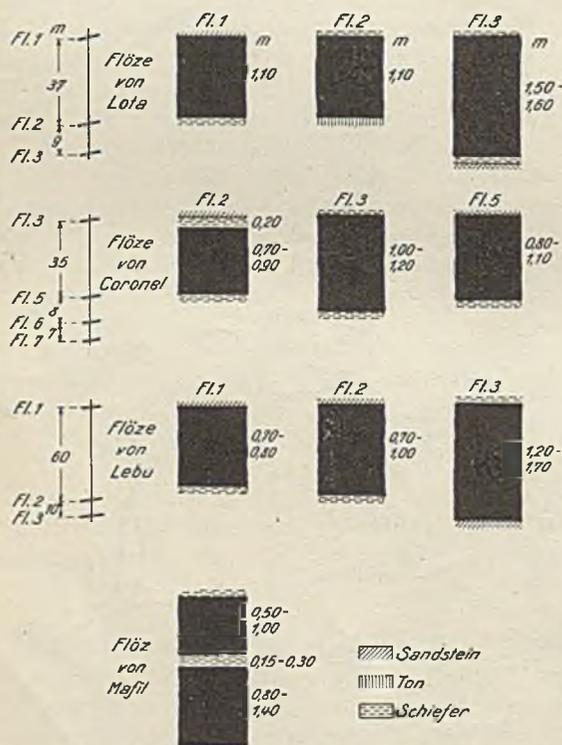 Fl.1 Fl.2 Fl.3
m m m
Fl.1 m
37
Fl.2
9
Fl.3
Flöze
von
Lota
1,10
1,10
1,50-
1,60
Fl.2 Fl.3 Fl.5
Fl.3
35
Fl.5
8
Fl.6
7
Fl.7
Flöze
von
Coronel
0,20
0,70-
0,90
1,00-
1,20
0,80-
1,10
Fl.1 Fl.2 Fl.3
Fl.1
60
Fl.2
10
Fl.3
Flöze
von
Lebu
0,70-
0,80
0,70-
1,00
1,20-
1,70
Flöz
von
Mafil
0,50-
1,00
0,15-0,30
0,80-
1,40
Sandstein
Ton
Schiefer